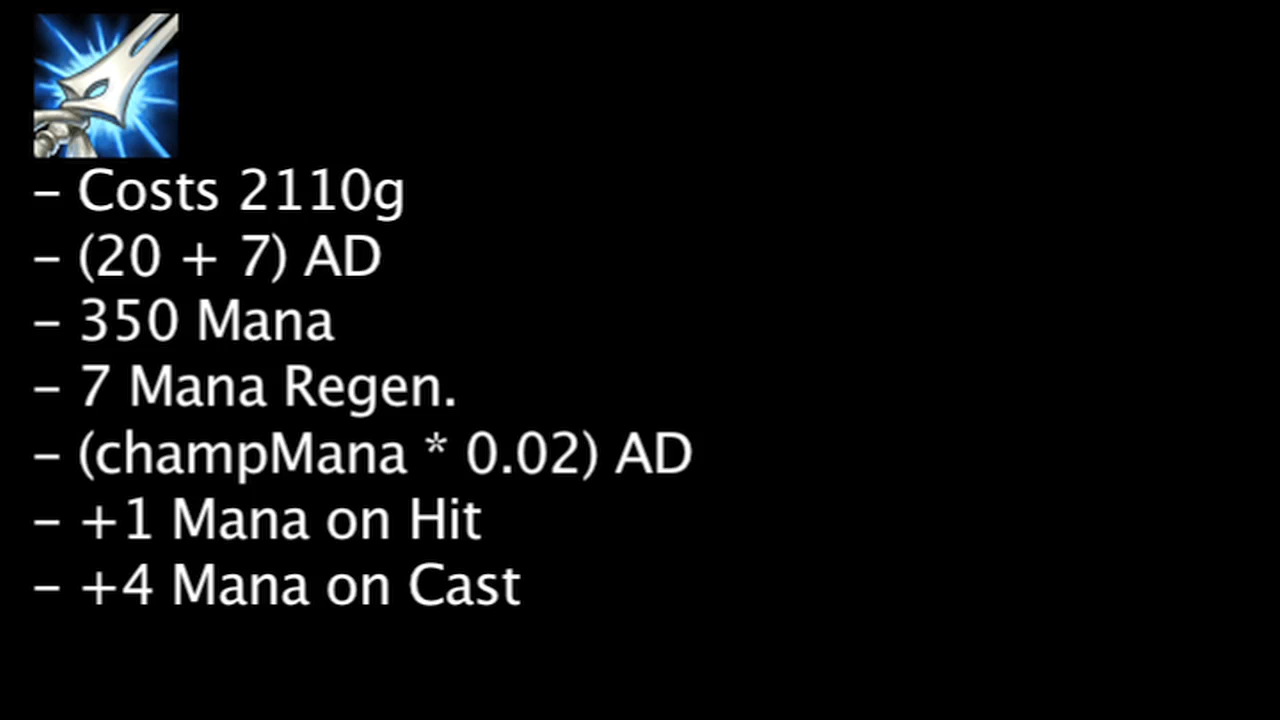 – Costs 2110g
– (20 + 7) AD
– 350 Mana
– 7 Mana Regen.
– (champMana * 0.02) AD
– +1 Mana on Hit
– +4 Mana on Cast